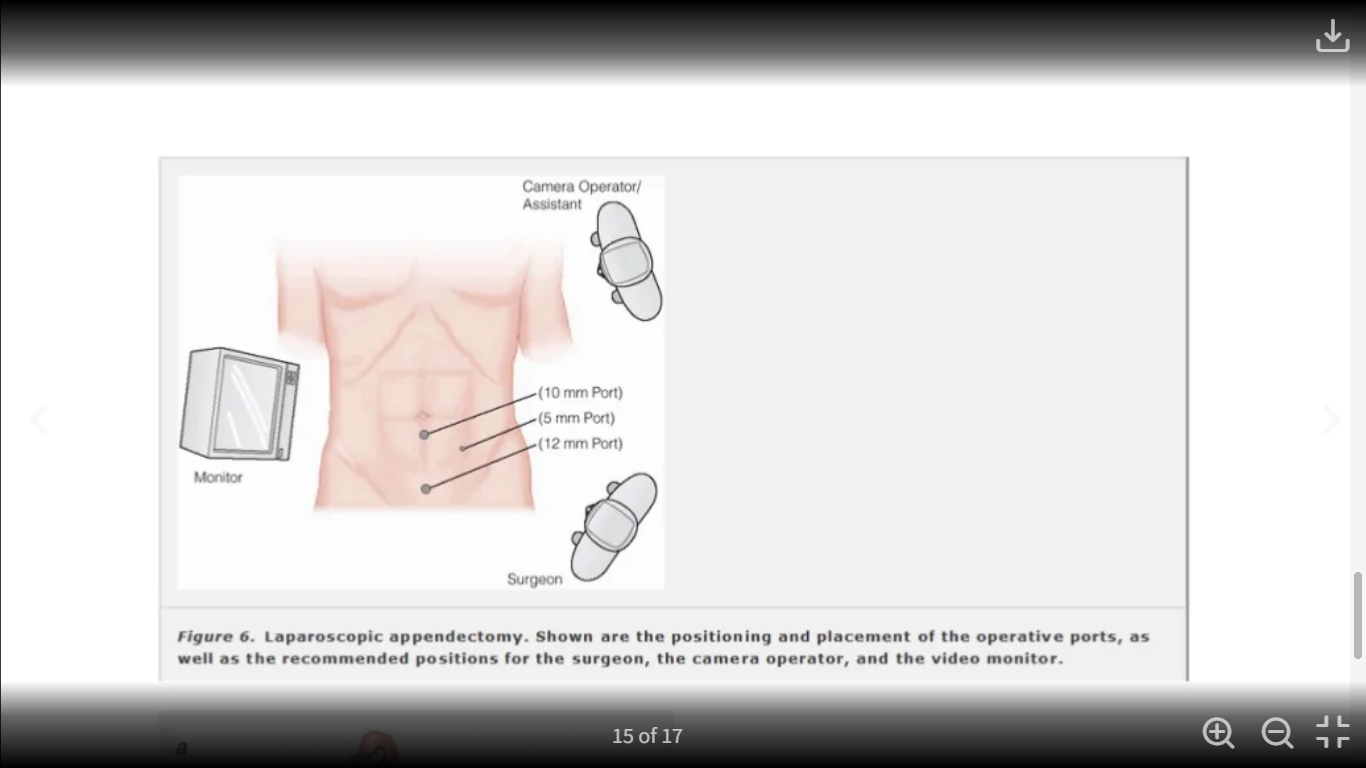 Camera Operator/
Assistant
(10 mm Port)
(5 mm Port)
(12 mm Port)
Monitor
Surgeon
Figure 6. Laparoscopic appendectomy. Shown are the positioning and placement of the operative ports, as
well as the recommended positions for the surgeon, the camera operator, and the video monitor.
a
15 of 17